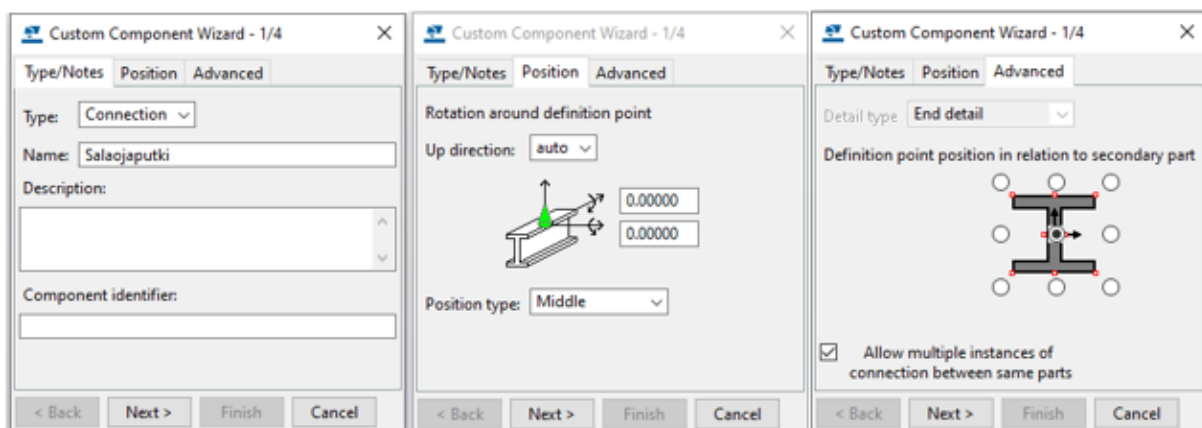 Custom Component Wizard - 1/4
Type/Notes Position Advanced
Type: Connection
Name: Salaojaputki
Description:
Component identifier:
< Back Next > Finish Cancel
Custom Component Wizard - 1/4
Type/Notes Position Advanced
Rotation around definition point
Up direction: auto
0.00000
0.00000
Position type: Middle
< Back Next > Finish Cancel
Custom Component Wizard - 1/4
Type/Notes Position Advanced
Detail type End detail
Definition point position in relation to secondary part
Allow multiple instances of
connection between same parts
< Back Next > Finish Cancel